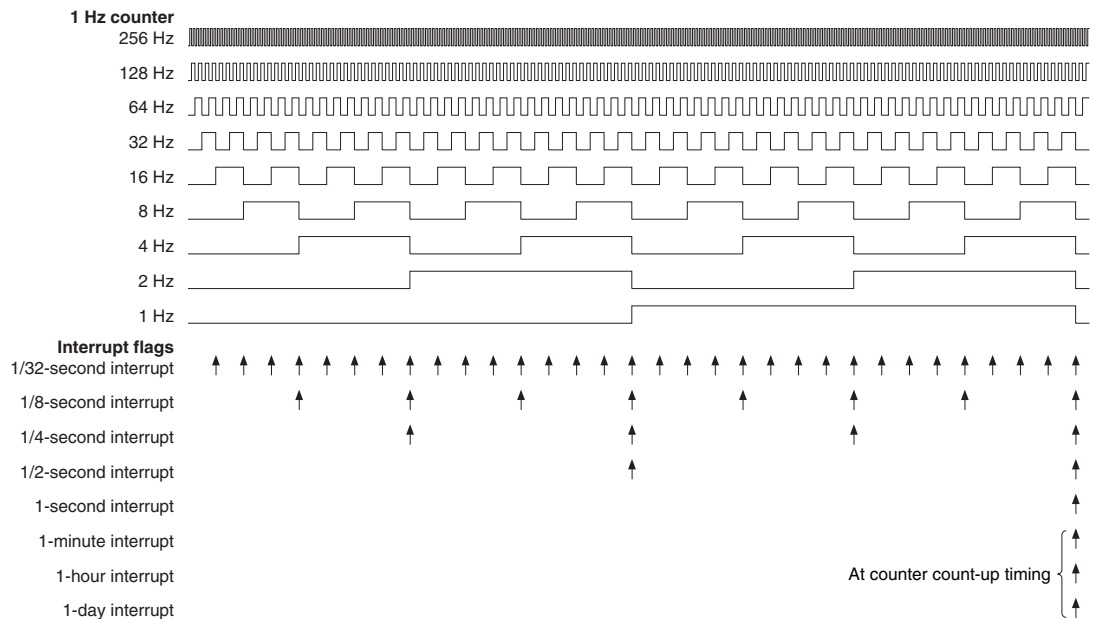 1 Hz counter
256 Hz
128 Hz
64 Hz
32 Hz
16 Hz
8 Hz
4 Hz
2 Hz
1 Hz
Interrupt flags
1/32-second interrupt
1/8-second interrupt
1/4-second interrupt
1/2-second interrupt
1-second interrupt
1-minute interrupt
1-hour interrupt
At counter count-up timing
1-day interrupt